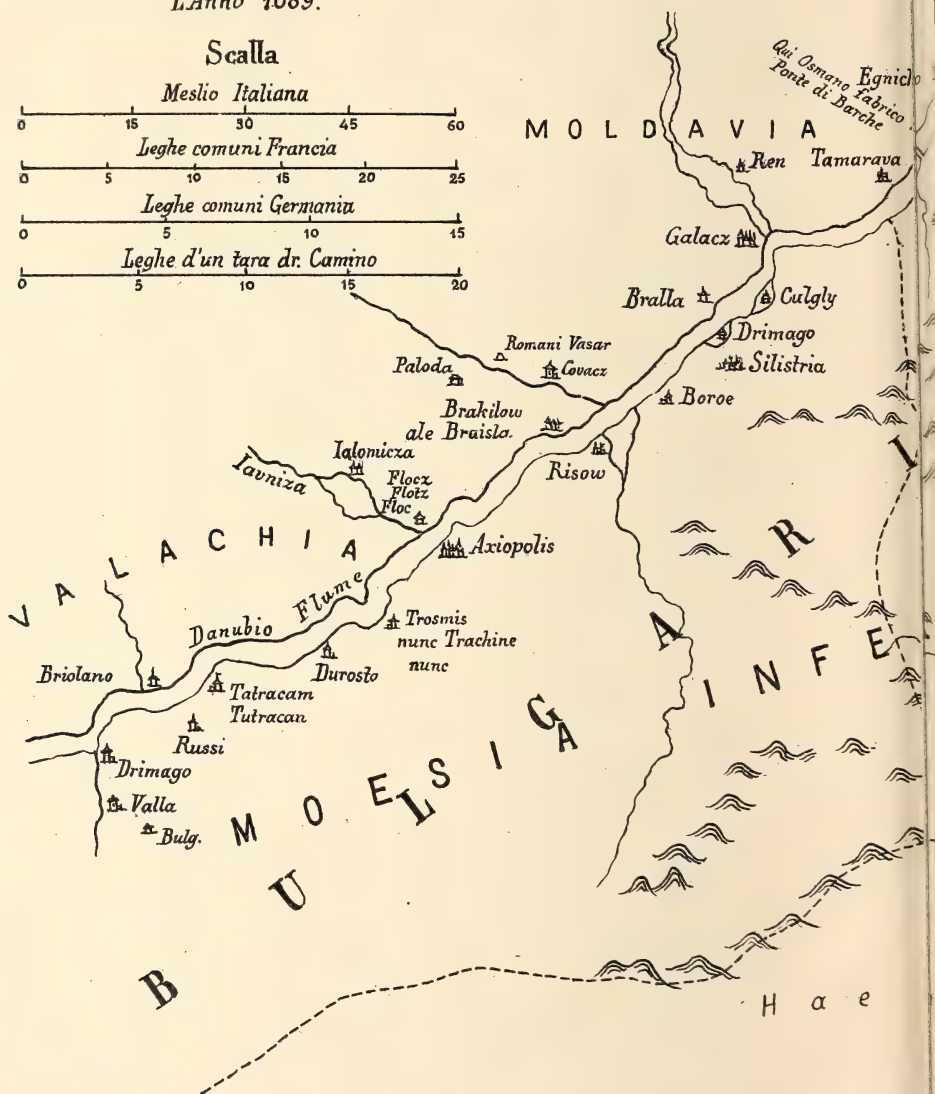 L'Anno 1689.
Scalla
Meslio Italiana
0 15 30 45 60
Leghe comuni Francia
0 5 10 15 20 25
Leghe comuni Germania
0 5 10 15
Leghe d'un tara dr. Camino
0 5 10 15 20
Qui Osmano fabrico
Ponte di Barche
Egnich
MOLDAVIA
Ren
Tamarava
Galacz
Bralla
Culgly
Drimago
Silistria
Boroe
Romani Vasar
Covacz
Paloda
Brakilow
ale Braisla.
Risow
Ialomicza
Iavniza
Flocz
Flotz
Floc
VALACHIA
Axiopolis
Danubio Flume
Trosmis
nunc Trachine
nunc
Durosto
Briolano
Tatracam
Tutracan
Russi
Drimago
Valla
Bulg.
MOESIA INFE
BULGARI
Hae